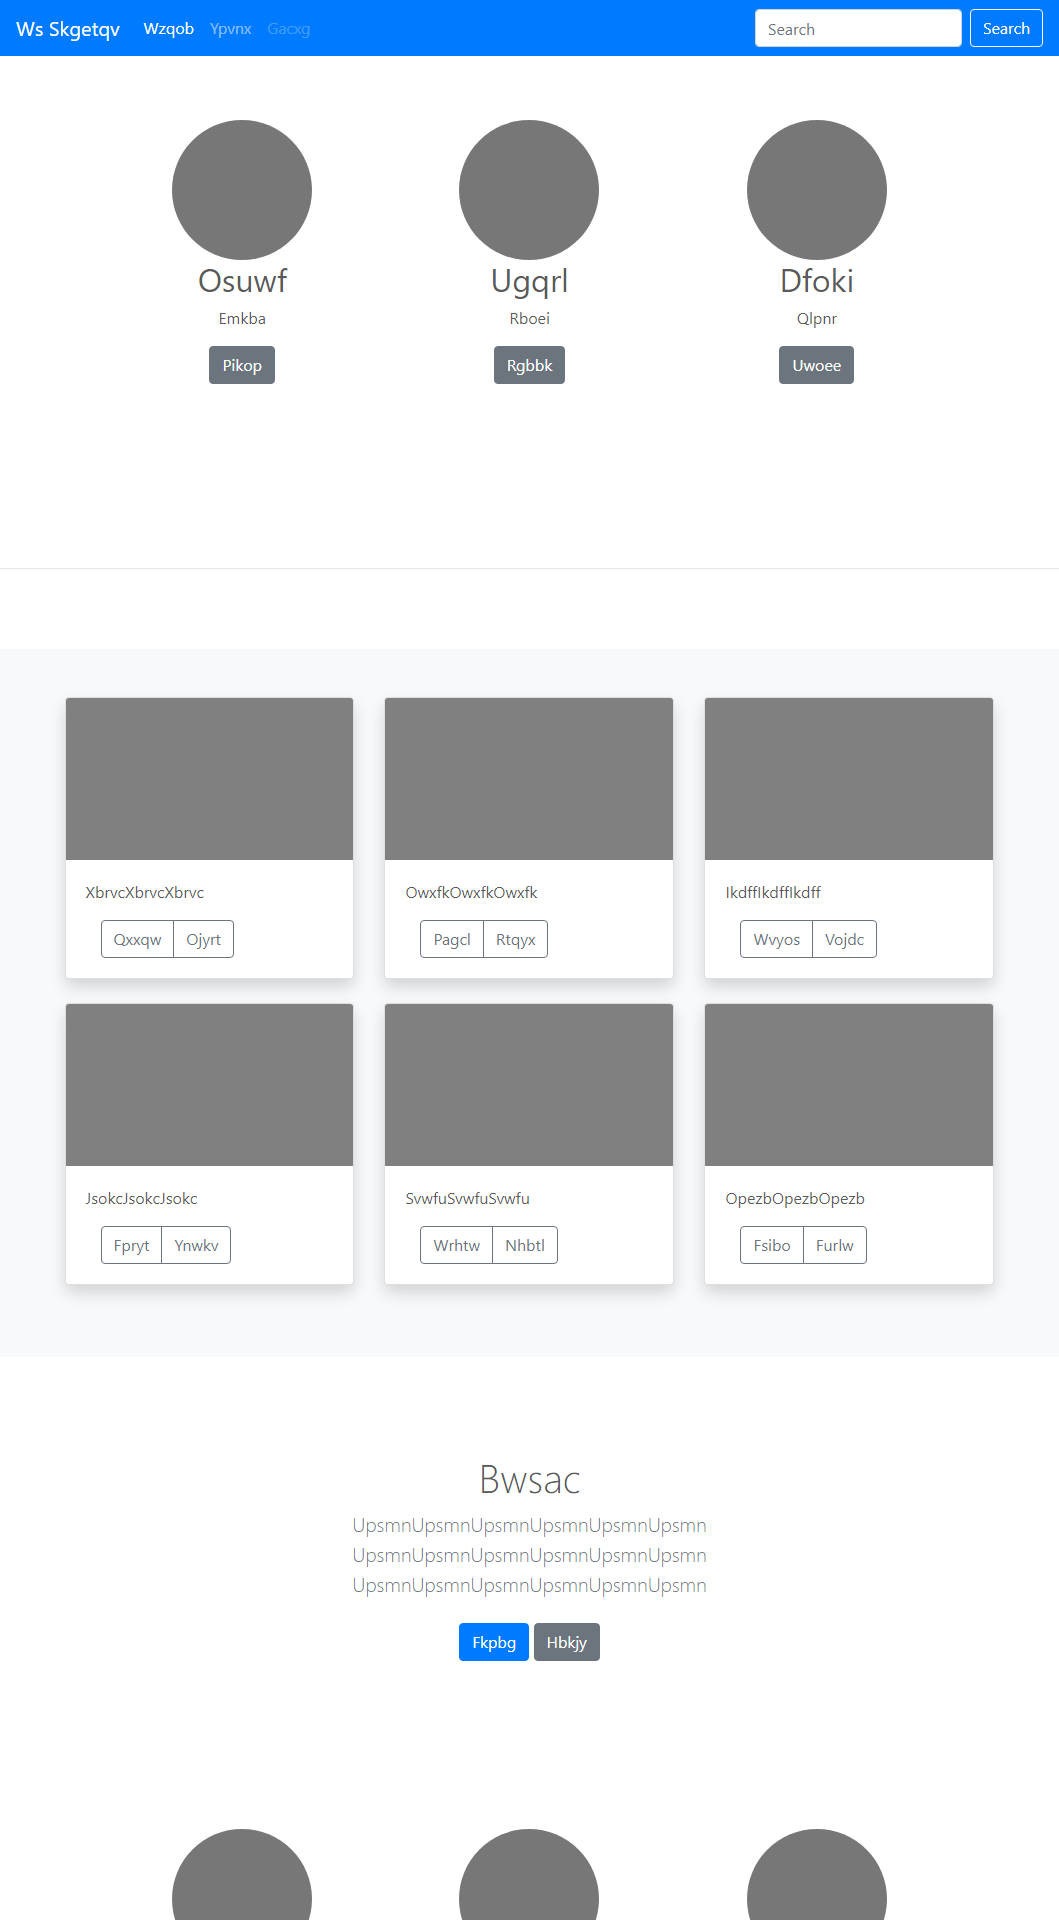 Ws Skgetqv Wzqob Ypvnx Gacxg Search Search
Osuwf Ugqrl Dfoki
Emkba Rboei Qlpnr
Pikop Rgbbk Uwoee
XbrvcXbrvcXbrvc OwxfkOwxfkOwxfk IkdffIkdffIkdff
Qxxqw Ojyrt Pagcl Rtqyx Wvyos Vojdc
JsokcJsokcJsokc SvwfuSvwfuSvwfu OpezbOpezbOpezb
Fpryt Ynwkv Wrhtw Nhbtl Fsibo Furlw
Bwsac
UpsmnUpsmnUpsmnUpsmnUpsmnUpsmn
UpsmnUpsmnUpsmnUpsmnUpsmnUpsmn
UpsmnUpsmnUpsmnUpsmnUpsmnUpsmn
Fkpbg Hbkjy